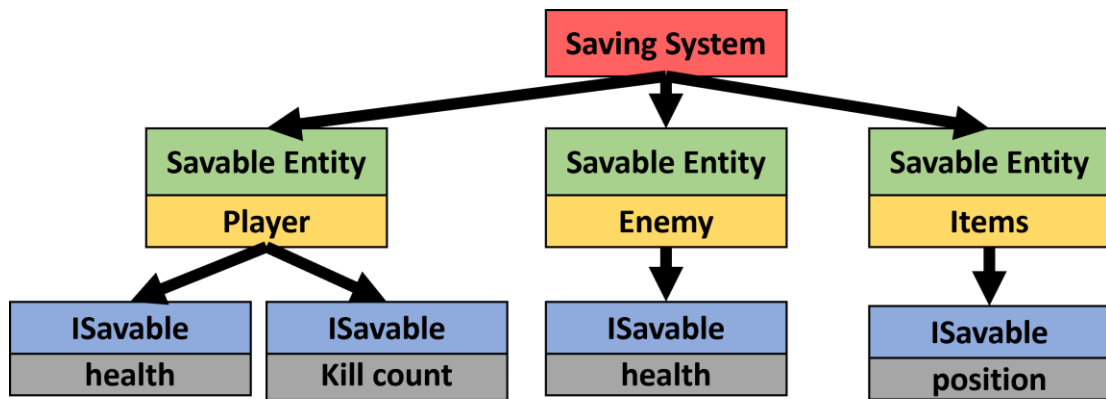 Saving System
Savable Entity
Player
Savable Entity
Enemy
Savable Entity
Items
ISavable
health
ISavable
Kill count
ISavable
health
ISavable
position